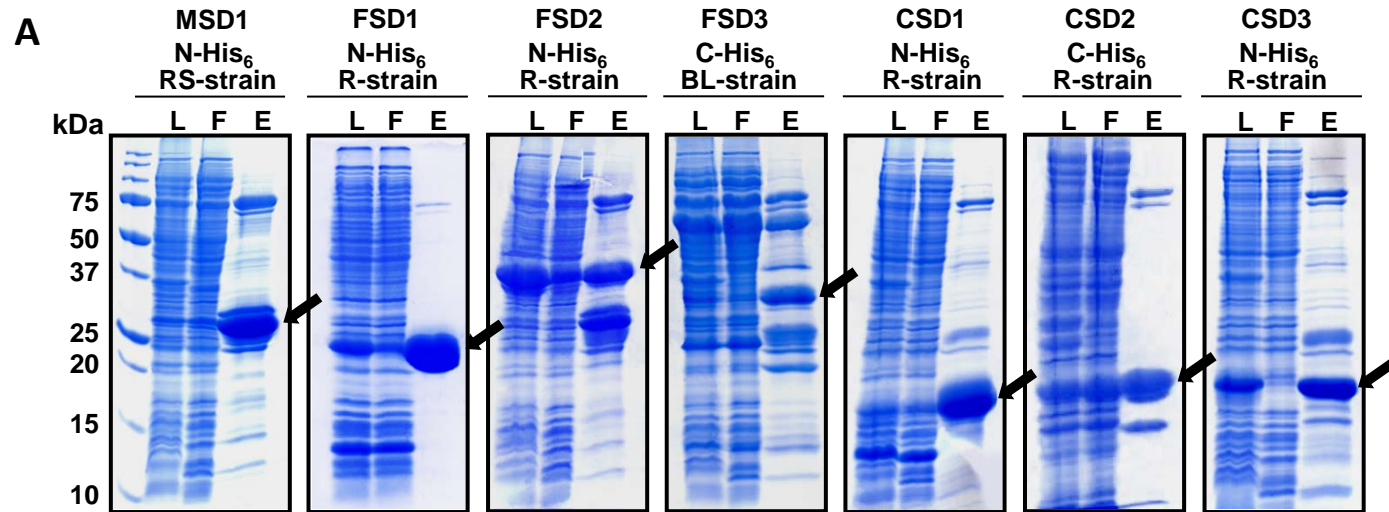 A
MSD1 FSD1 FSD2 FSD3 CSD1 CSD2 CSD3
N-His6 N-His6 N-His6 C-His6 N-His6 C-His6 N-His6
RS-strain R-strain R-strain BL-strain R-strain R-strain R-strain
kDa L F E L F E L F E L F E L F E L F E L F E
75
50
37
25
20
15
10